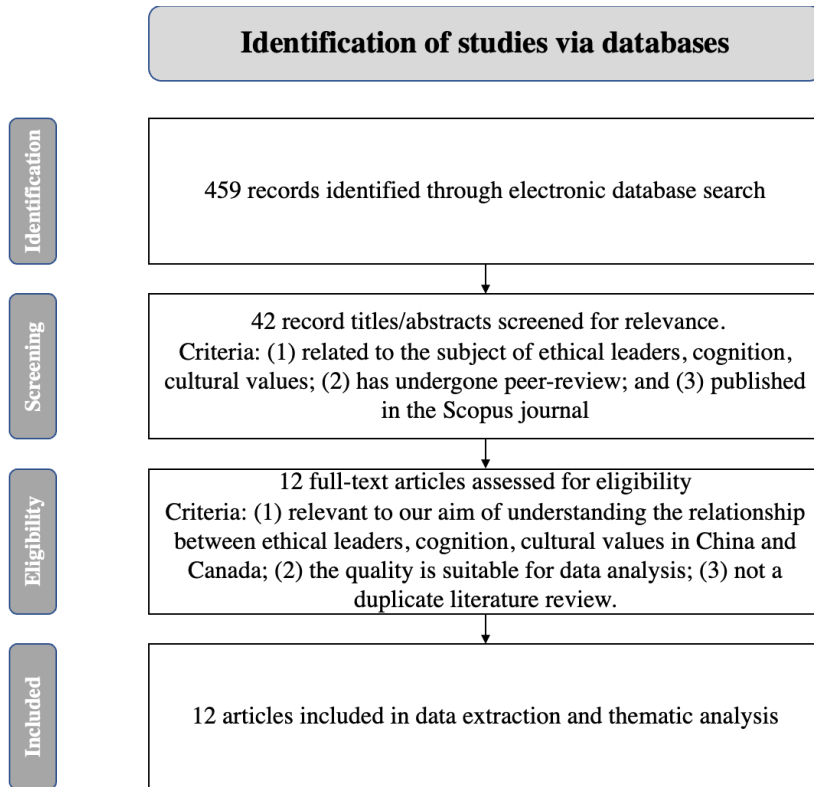 Identification of studies via databases
Identification
459 records identified through electronic database search
Screening
42 record titles/abstracts screened for relevance.
Criteria: (1) related to the subject of ethical leaders, cognition,
cultural values; (2) has undergone peer-review; and (3) published
in the Scopus journal
Eligibility
12 full-text articles assessed for eligibility
Criteria: (1) relevant to our aim of understanding the relationship
between ethical leaders, cognition, cultural values in China and
Canada; (2) the quality is suitable for data analysis; (3) not a
duplicate literature review.
Included
12 articles included in data extraction and thematic analysis